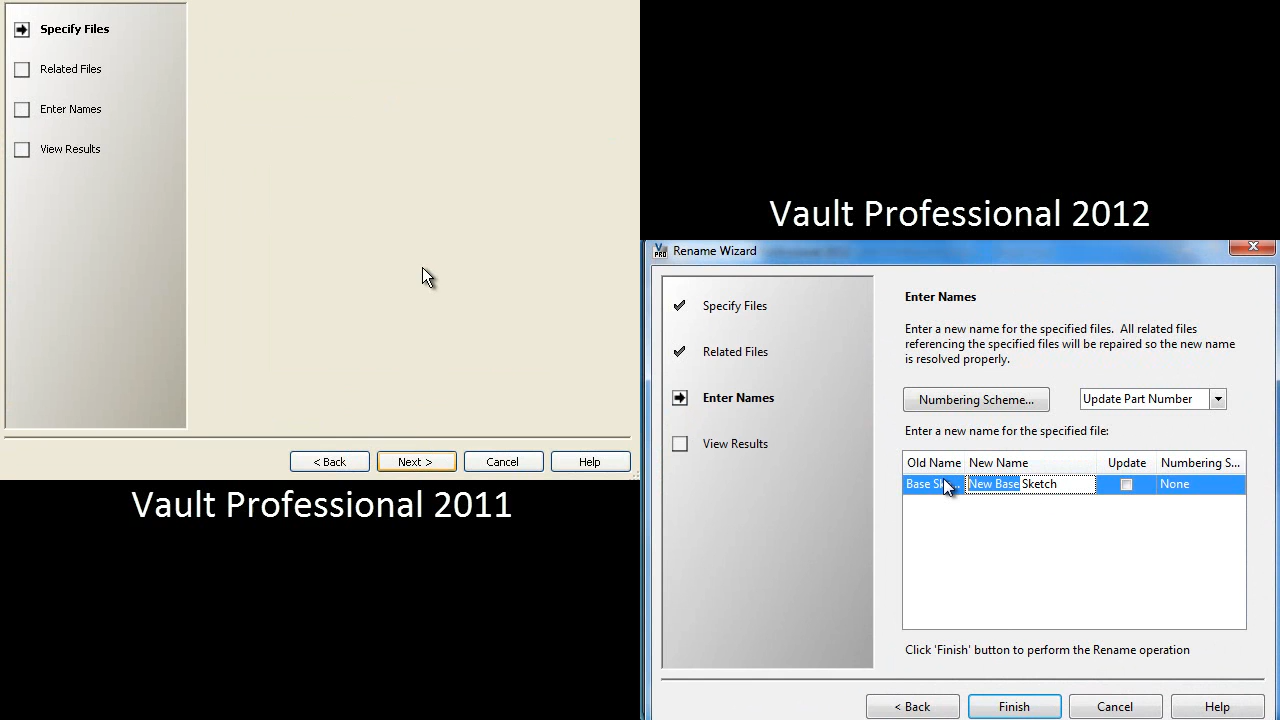 Specify Files
Related Files
Enter Names
View Results
< Back
Next >
Cancel
Help
Vault Professional 2011
Vault Professional 2012
Rename Wizard
Specify Files
Related Files
Enter Names
View Results
Enter Names
Enter a new name for the specified files. All related files
referencing the specified files will be repaired so the new name
is resolved properly.
Numbering Scheme...
Update Part Number
Enter a new name for the specified file:
Old Name New Name Update Numbering S...
Base New Base Sketch None
Click 'Finish' button to perform the Rename operation
< Back
Finish
Cancel
Help